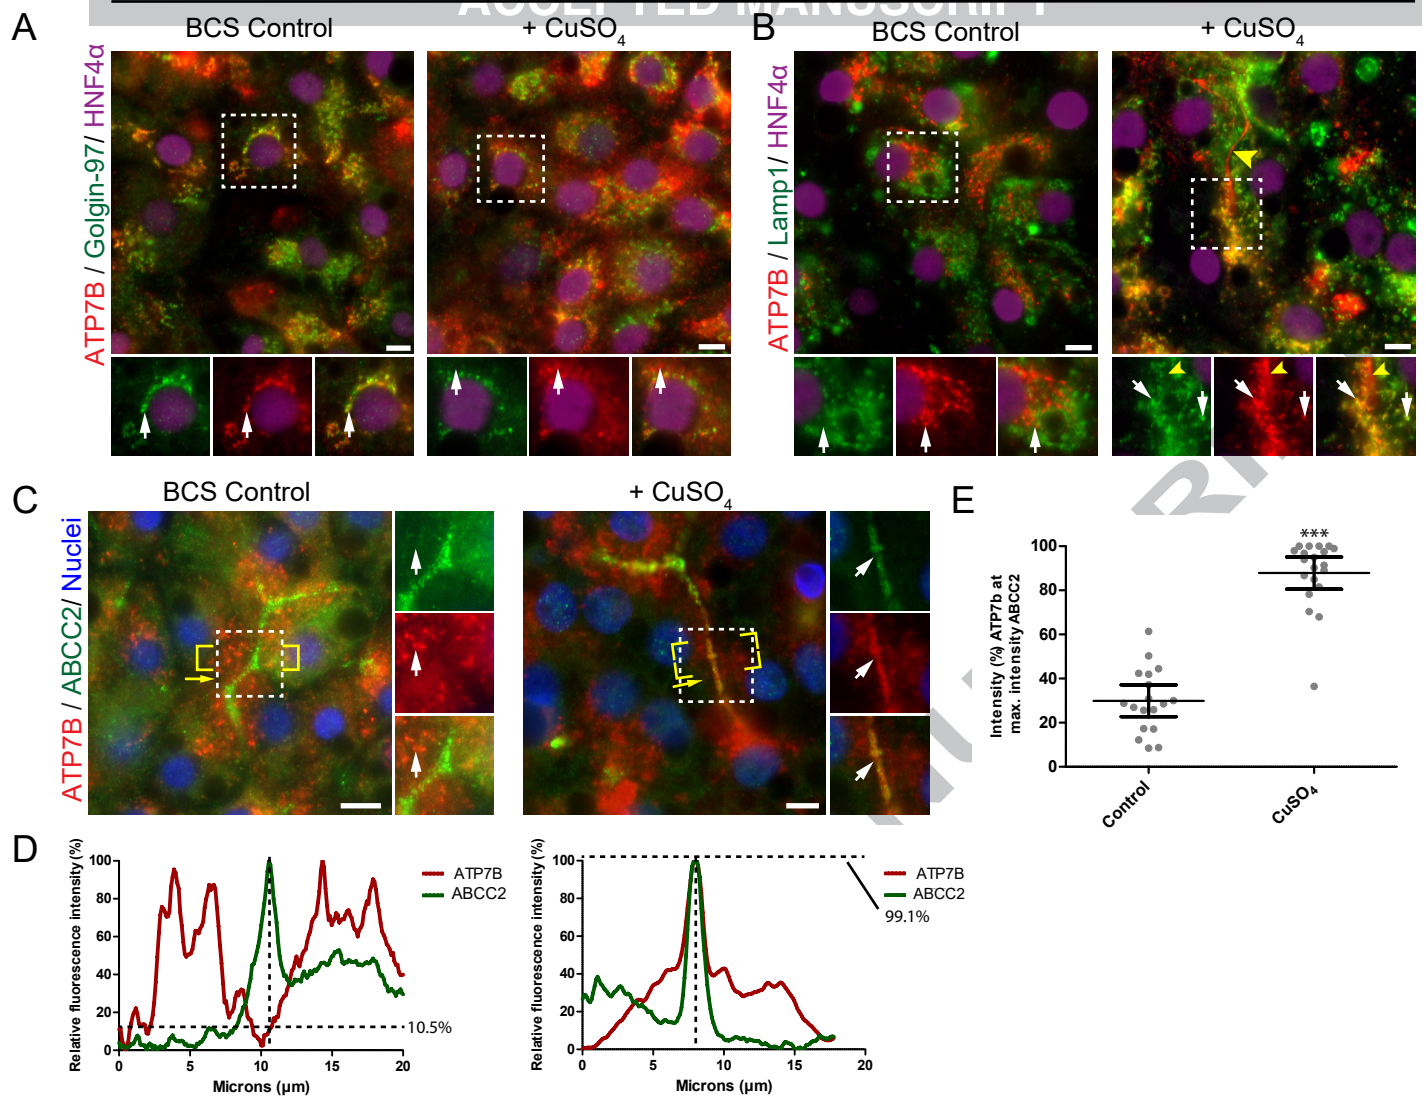 ACCEPTED MANUSCRIPT
A
BCS Control
+ CuSO4
ATP7B / Golgin-97/ HNF4α
B
BCS Control
+ CuSO4
ATP7B / Lamp1/ HNF4α
C
BCS Control
+ CuSO4
ATP7B / ABCC2/ Nuclei
E
Intensity (%) ATP7b at
max. intensity ABCC2
100
80
60
40
20
0
***
Control
CuSO4
D
Relative fluorescence intensity (%)
100
80
60
40
20
0
0 5 10 15 20
Microns (µm)
ATP7B
ABCC2
10.5%
Relative fluorescence intensity (%)
100
80
60
40
20
0
0 5 10 15 20
Microns (µm)
ATP7B
ABCC2
99.1%